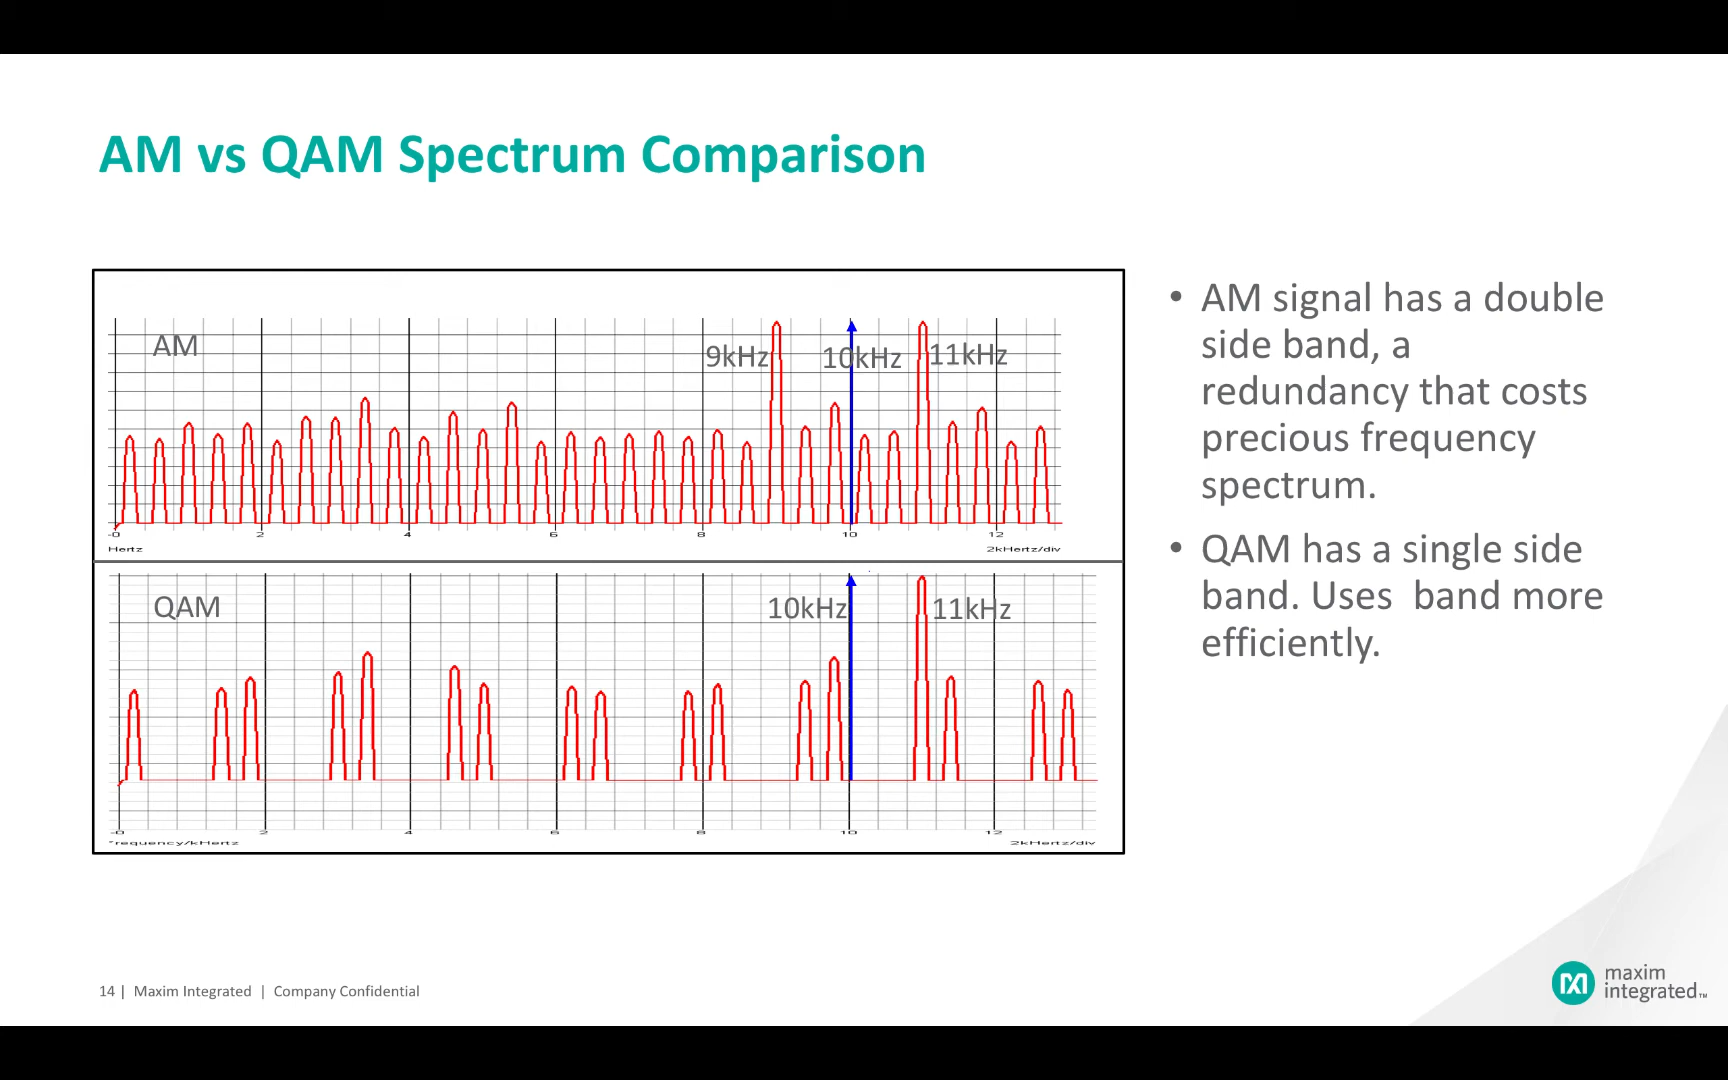 AM vs QAM Spectrum Comparison
AM
9kHz
10kHz
11kHz
-0
2
4
6
8
10
12
Hertz
2kHertz/div
QAM
10kHz
11kHz
-0
2
4
6
8
10
12
requency/kHertz
2kHertz/div
• AM signal has a double
side band, a
redundancy that costs
precious frequency
spectrum.
• QAM has a single side
band. Uses  band more
efficiently.
14 | Maxim Integrated | Company Confidential
maxim
integrated™